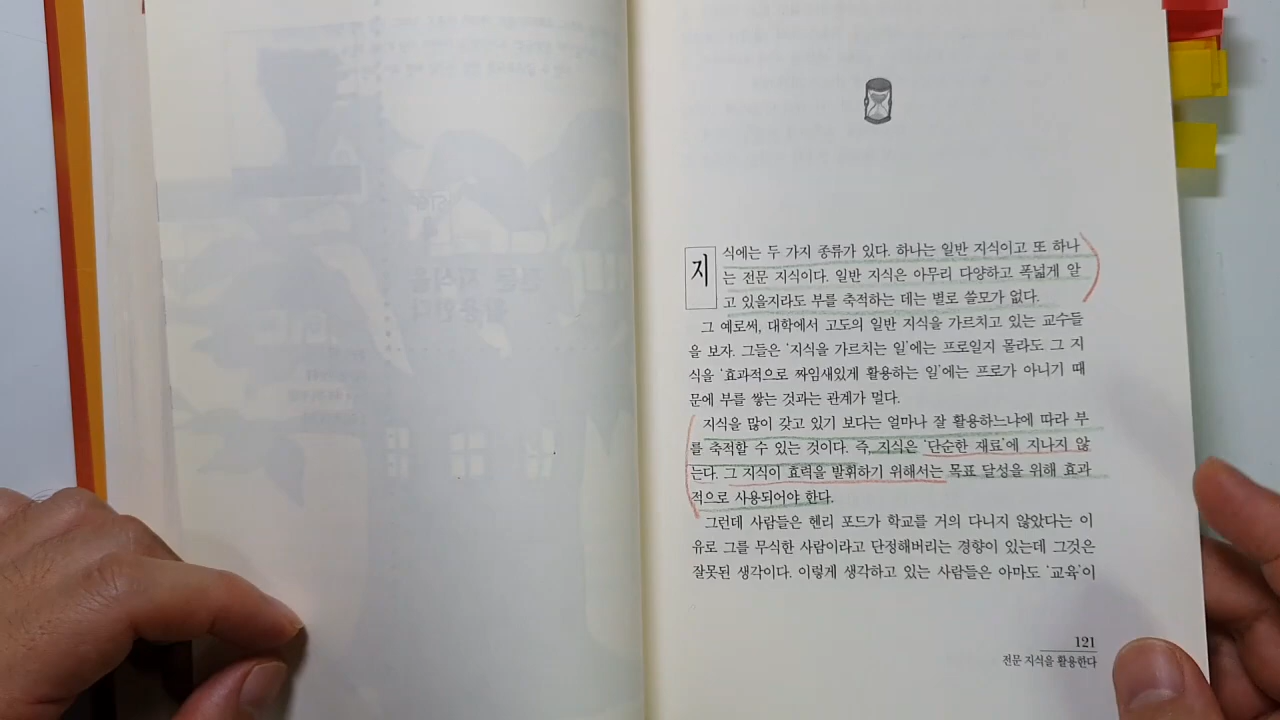 지식에는 두 가지 종류가 있다. 하나는 일반 지식이고 또 하나
는 전문 지식이다. 일반 지식은 아무리 다양하고 폭넓게 알
고 있을지라도 부를 축적하는 데는 별로 쓸모가 없다.
그 예로써, 대학에서 고도의 일반 지식을 가르치고 있는 교수들
을 보자. 그들은 '지식을 가르치는 일'에는 프로일지 몰라도 그 지
식을 '효과적으로 짜임새있게 활용하는 일'에는 프로가 아니기 때
문에 부를 쌓는 것과는 관계가 멀다.
지식을 많이 갖고 있기 보다는 얼마나 잘 활용하느냐에 따라 부
를 축적할 수 있는 것이다. 즉, 지식은 '단순한 재료'에 지나지 않
는다. 그 지식이 효력을 발휘하기 위해서는 목표 달성을 위해 효과
적으로 사용되어야 한다.
그런데 사람들은 헨리 포드가 학교를 거의 다니지 않았다는 이
유로 그를 무식한 사람이라고 단정해버리는 경향이 있는데 그것은
잘못된 생각이다. 이렇게 생각하고 있는 사람들은 아마도 '교육'이
121
전문 지식을 활용한다